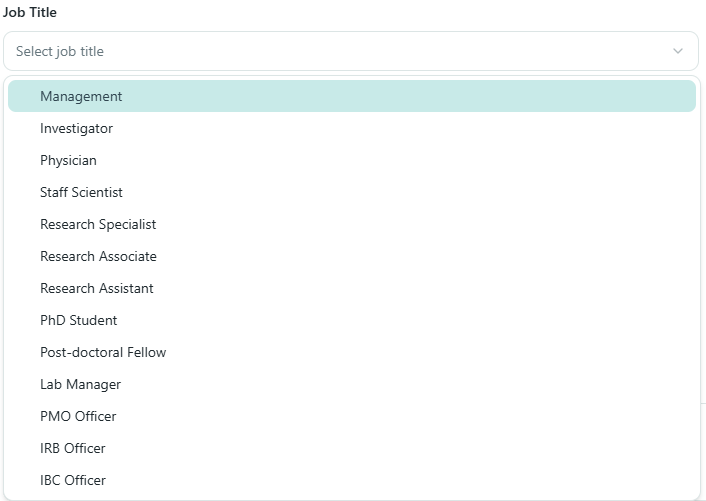 Job Title
Select job title
Management
Investigator
Physician
Staff Scientist
Research Specialist
Research Associate
Research Assistant
PhD Student
Post-doctoral Fellow
Lab Manager
PMO Officer
IRB Officer
IBC Officer